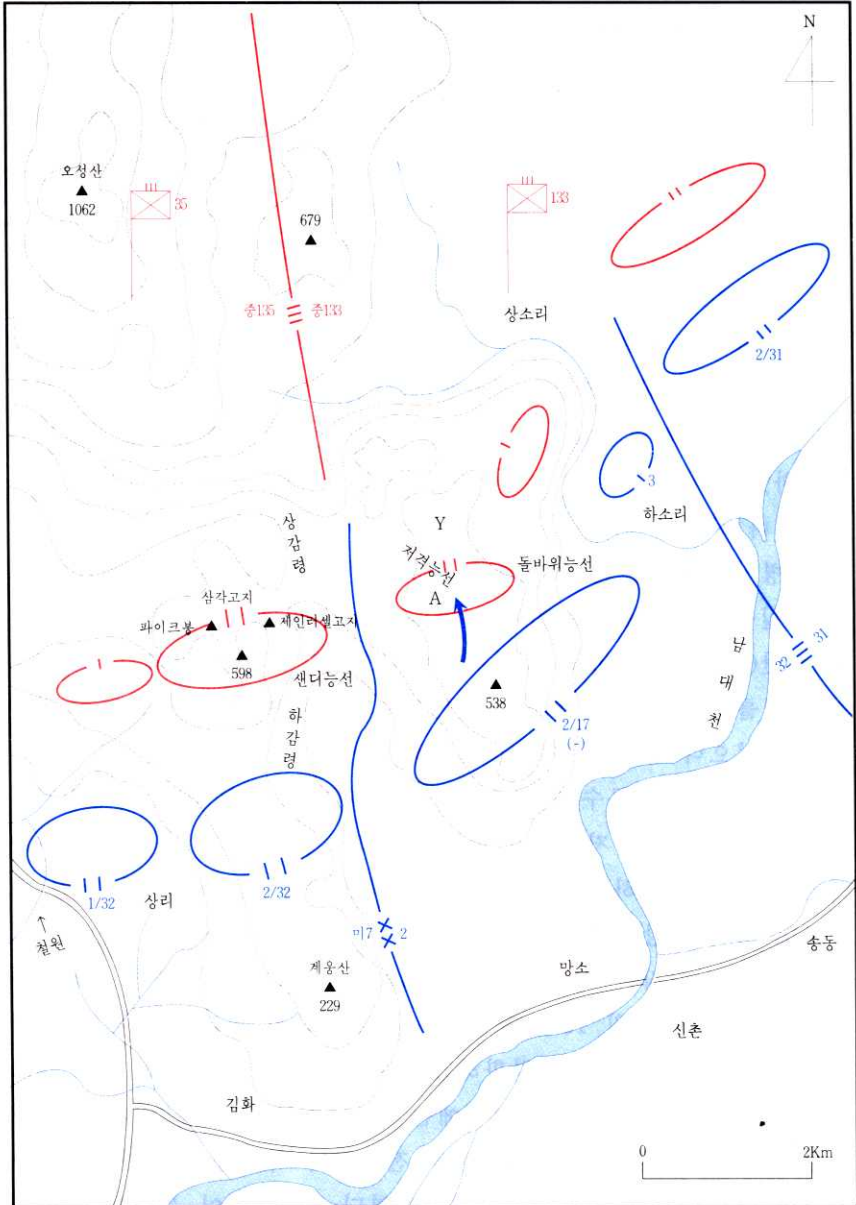 N
오성산
1062
35
133
679
중135
중133
상소리
2/31
3
하소리
상감령
Y
저격능선
돌바위능선
A
삼각고지
파이크봉
제인러셀고지
598
샌디능선
하감령
538
2/17
(-)
남대천
32
31
1/32
2/32
상리
철원
미7
2
계웅산
229
망소
송동
신촌
김화
0
2Km